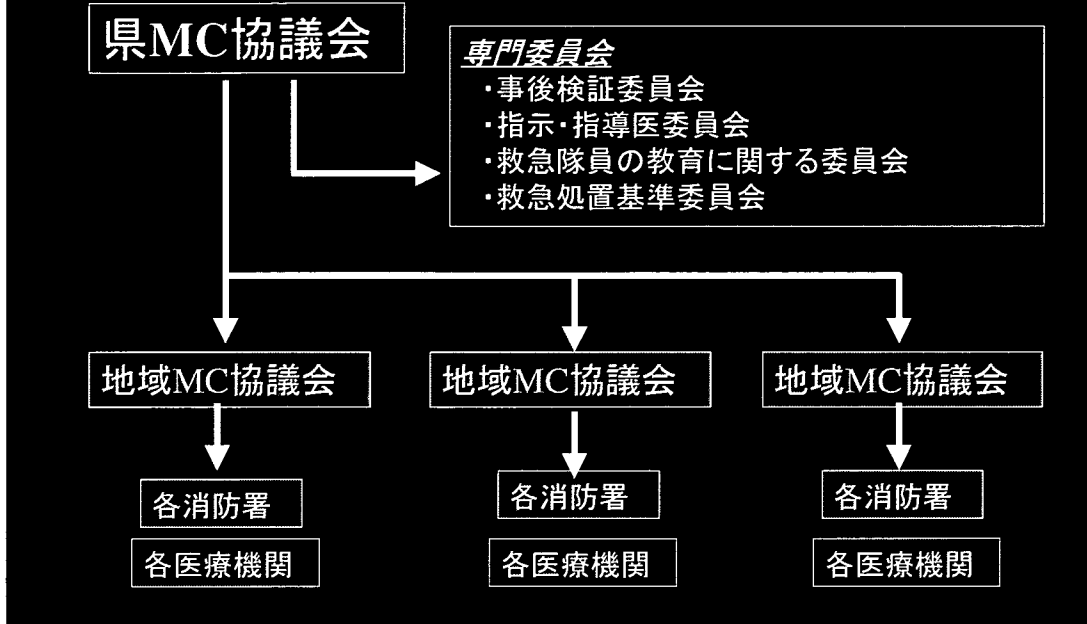 県MC協議会
専門委員会
・事後検証委員会
・指示・指導医委員会
・救急隊員の教育に関する委員会
・救急処置基準委員会
地域MC協議会
地域MC協議会
地域MC協議会
各消防署
各消防署
各消防署
各医療機関
各医療機関
各医療機関